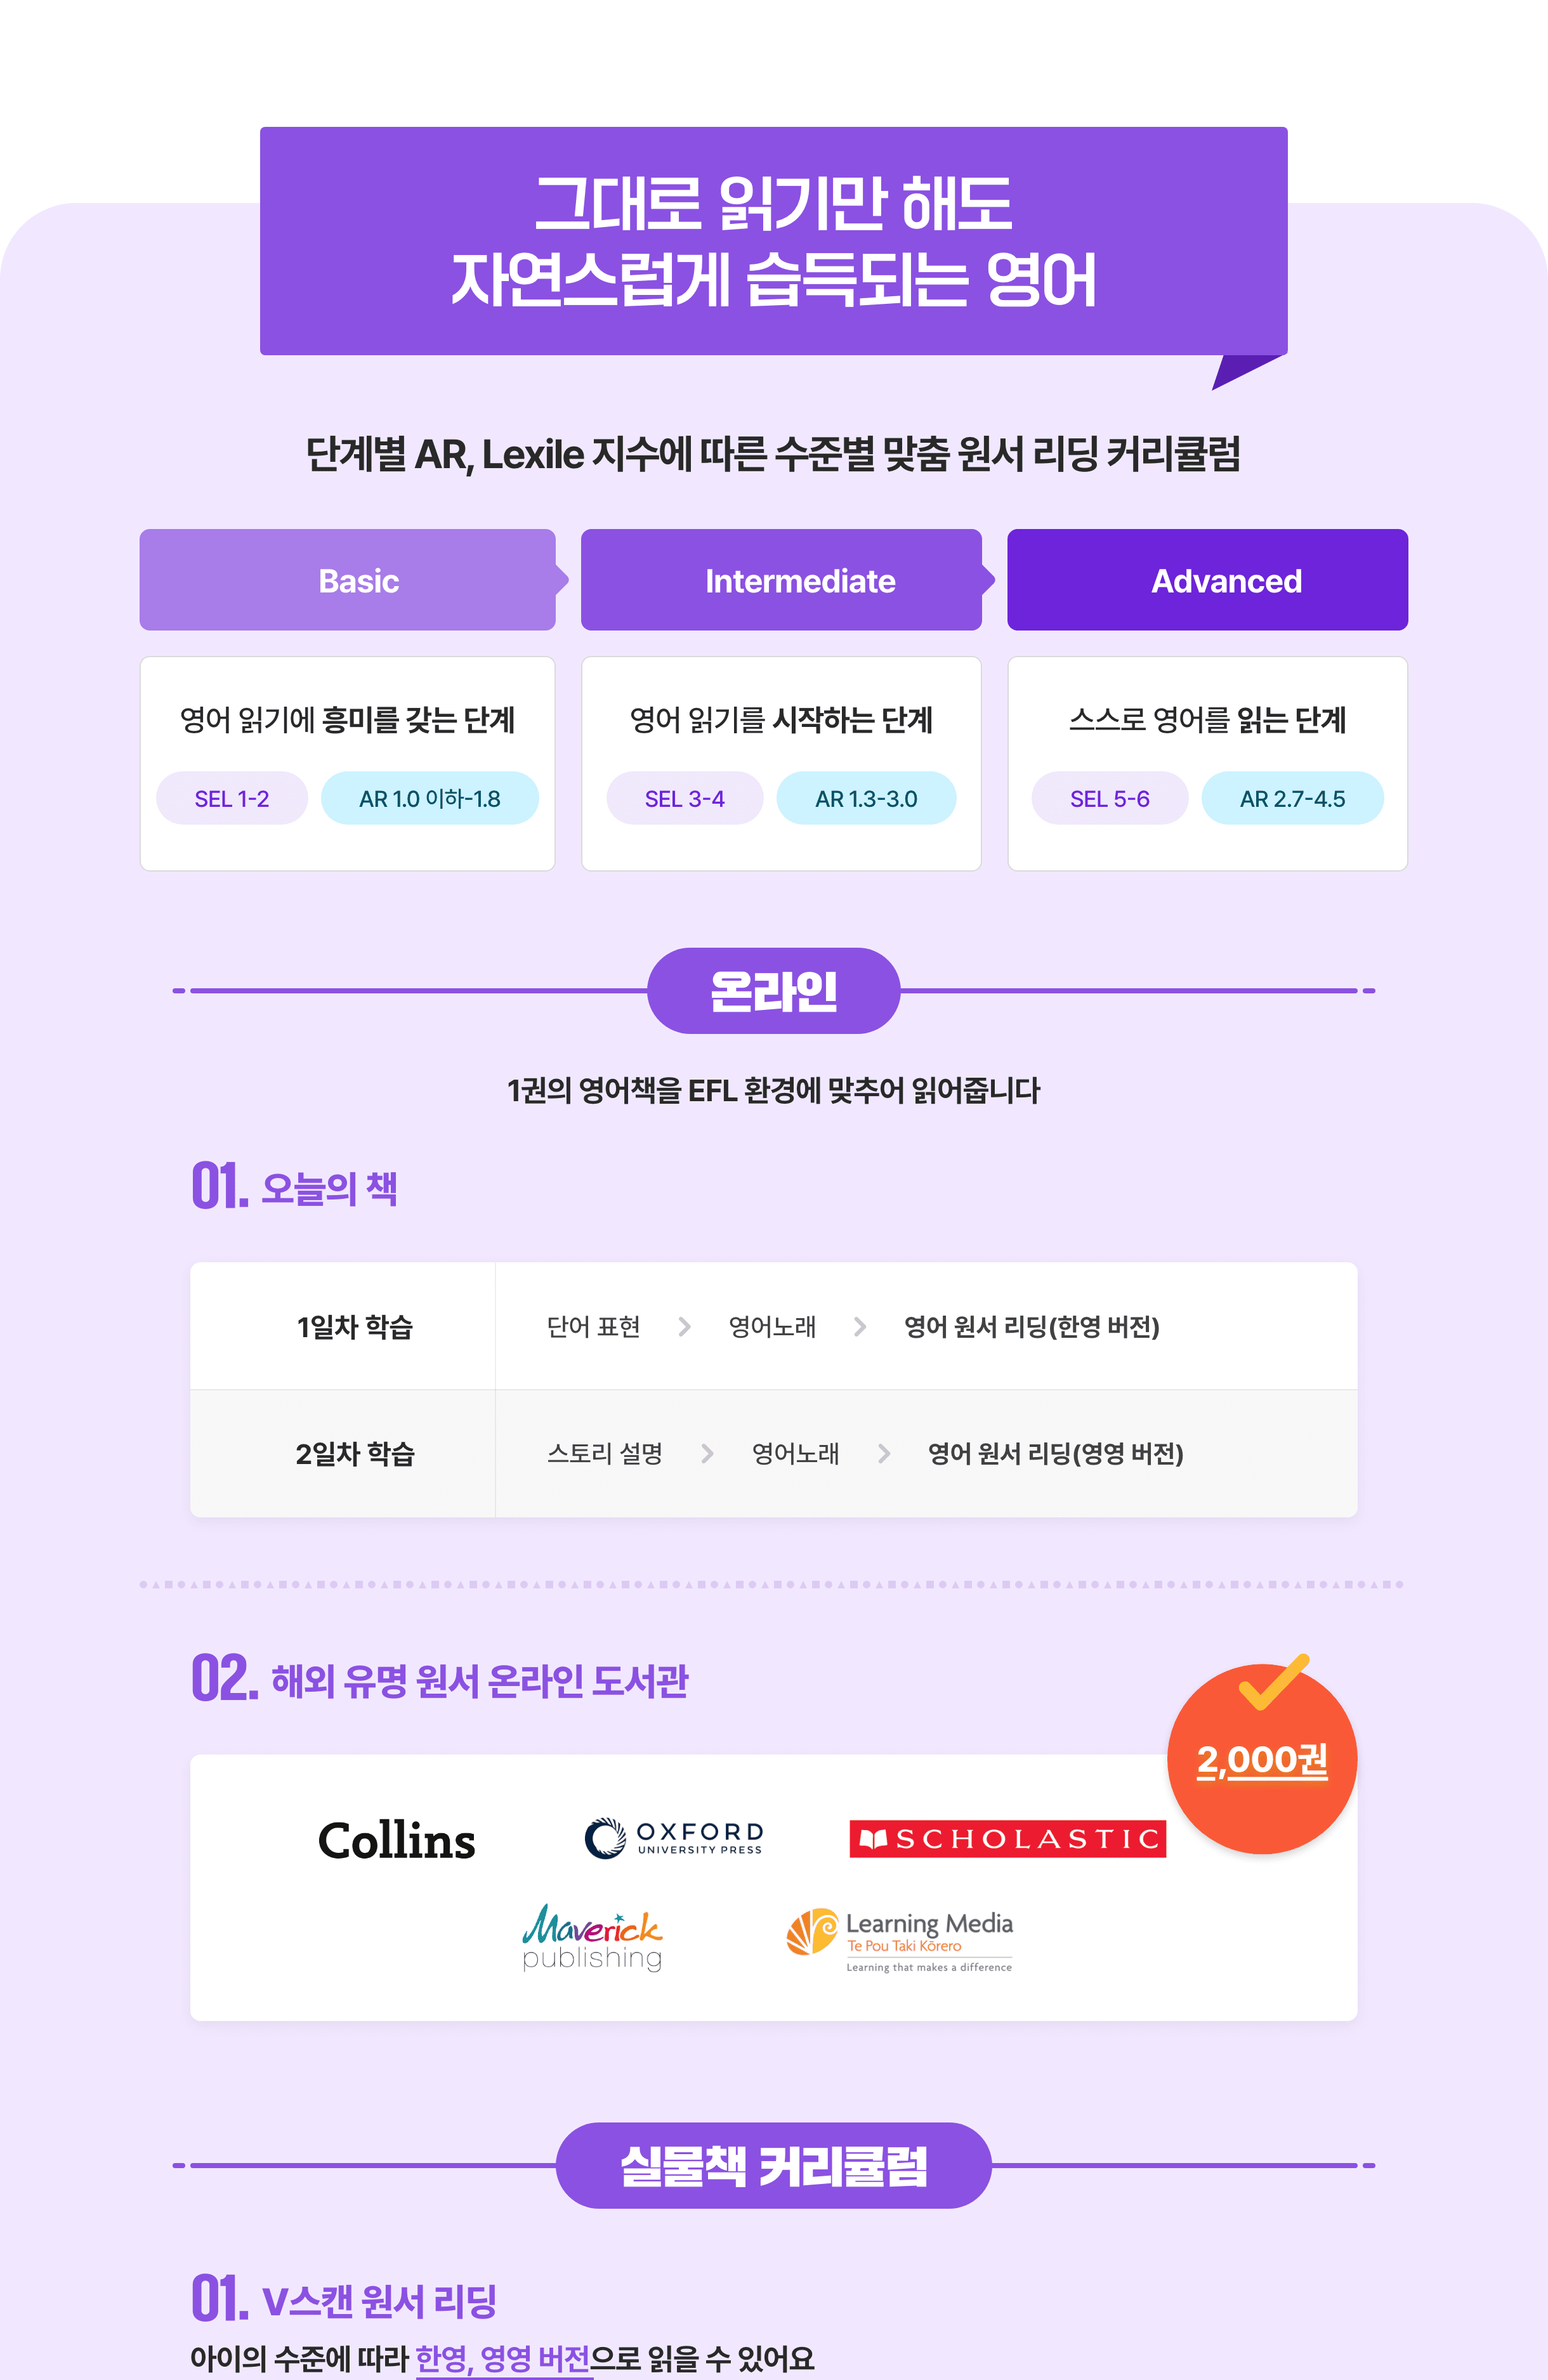 그대로 읽기만 해도
자연스럽게 습득되는 영어
단계별 AR, Lexile 지수에 따른 수준별 맞춤 원서 리딩 커리큘럼
Basic
Intermediate
Advanced
영어 읽기에 흥미를 갖는 단계
SEL 1-2
AR 1.0 이하-1.8
영어 읽기를 시작하는 단계
SEL 3-4
AR 1.3-3.0
스스로 영어를 읽는 단계
SEL 5-6
AR 2.7-4.5
온라인
1권의 영어책을 EFL 환경에 맞추어 읽어줍니다
01. 오늘의 책
1일차 학습
단어 표현 > 영어노래 > 영어 원서 리딩(한영 버전)
2일차 학습
스토리 설명 > 영어노래 > 영어 원서 리딩(영영 버전)
02. 해외 유명 원서 온라인 도서관
2,000권
Collins
OXFORD
UNIVERSITY PRESS
SCHOLASTIC
Maverick
publishing
Learning Media
Te Pou Taki Kōrero
Learning that makes a difference
실물책 커리큘럼
01. V스캔 원서 리딩
아이의 수준에 따라 한영, 영영 버전으로 읽을 수 있어요